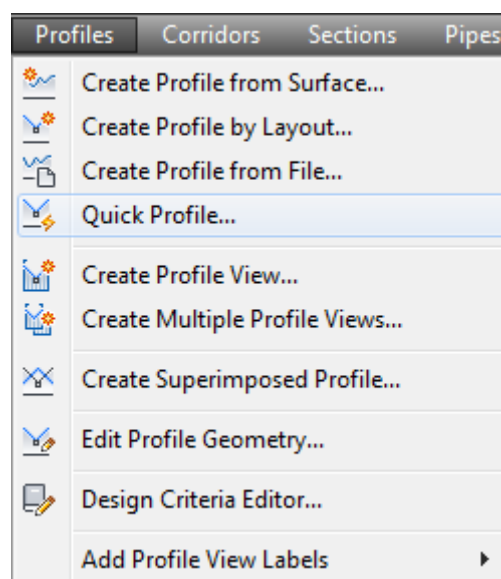 Profiles Corridors Sections Pipes
Create Profile from Surface...
Create Profile by Layout...
Create Profile from File...
Quick Profile...
Create Profile View...
Create Multiple Profile Views...
Create Superimposed Profile...
Edit Profile Geometry...
Design Criteria Editor...
Add Profile View Labels